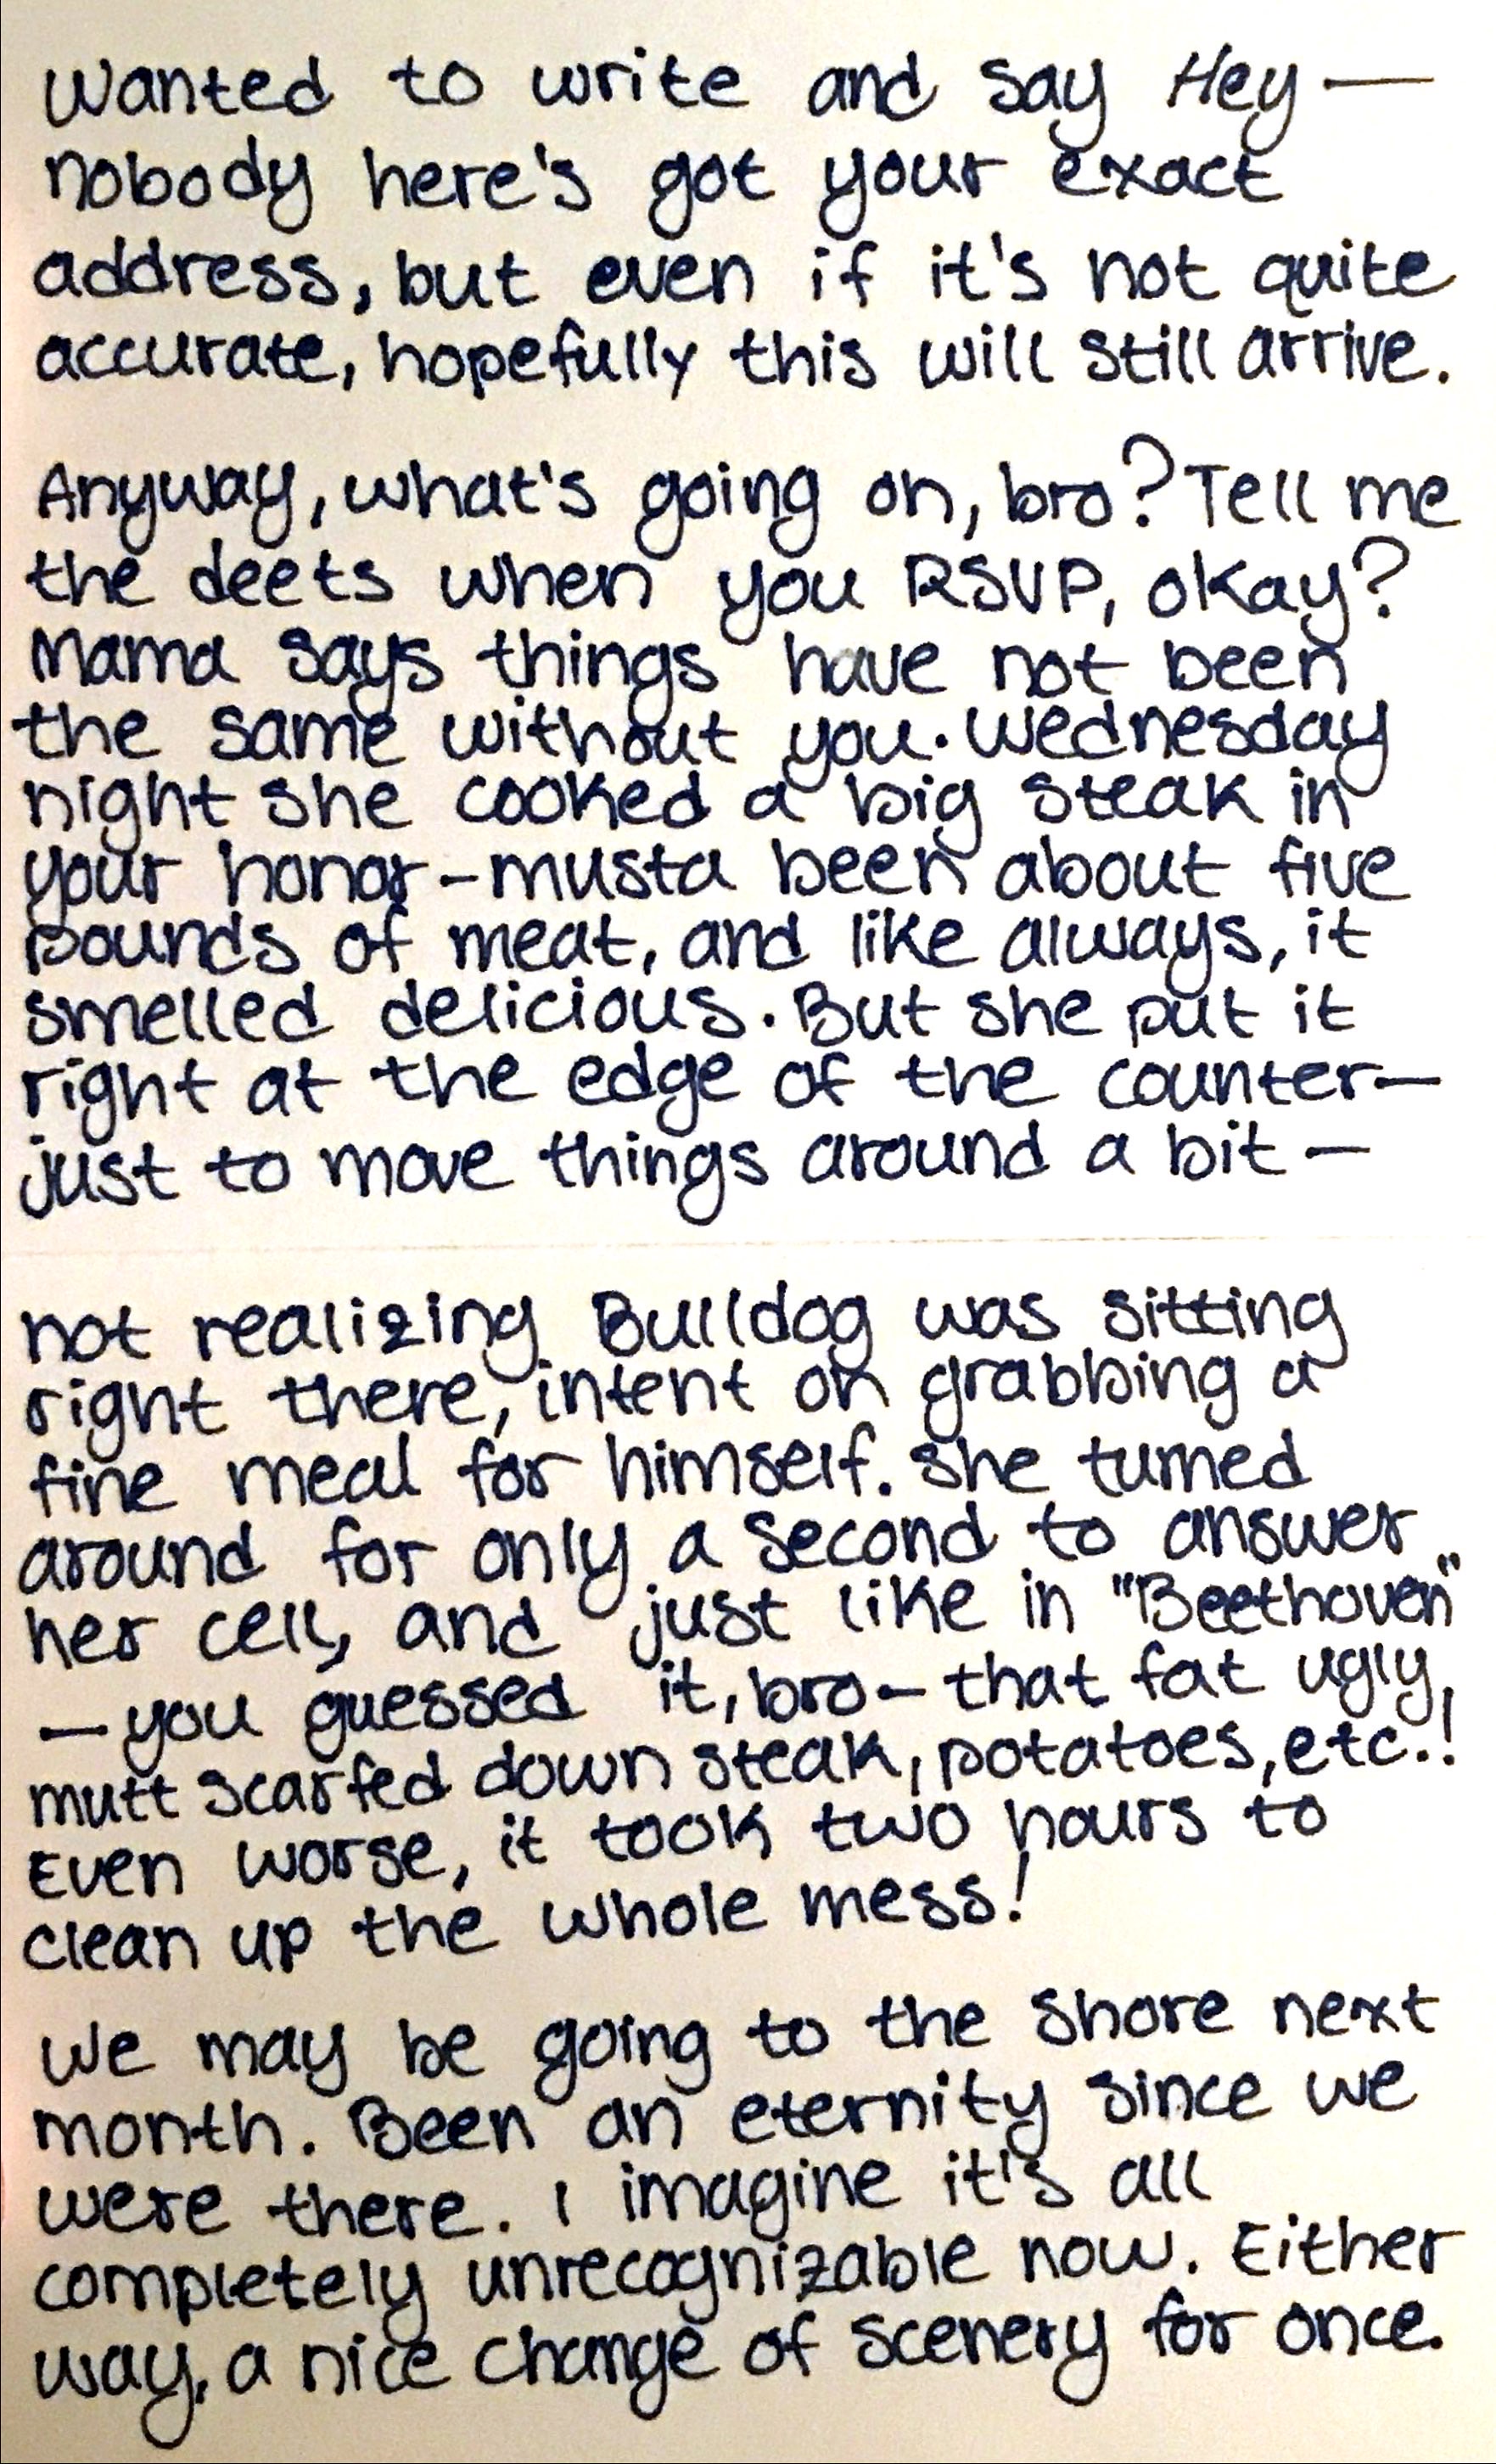 Wanted to write and say Hey —
nobody here's got your exact
address, but even if it's not quite
accurate, hopefully this will still arrive.
Anyway, what's going on, bro? Tell me
the deets when you RSVP, okay?
Mama says things have not been
the same without you. Wednesday
night she cooked a big steak in
your honor - musta been about five
pounds of meat, and like always, it
smelled delicious. But she put it
right at the edge of the counter—
just to move things around a bit —
not realizing Bulldog was sitting
right there, intent on grabbing a
fine meal for himself. She turned
around for only a second to answer
her cell, and just like in "Beethoven"
— you guessed it, bro - that fat ugly
mutt scarfed down steak, potatoes, etc.!
Even worse, it took two hours to
clean up the whole mess!
We may be going to the shore next
month. Been an eternity since we
were there. I imagine it's all
completely unrecognizable now. Either
way, a nice change of scenery for once.